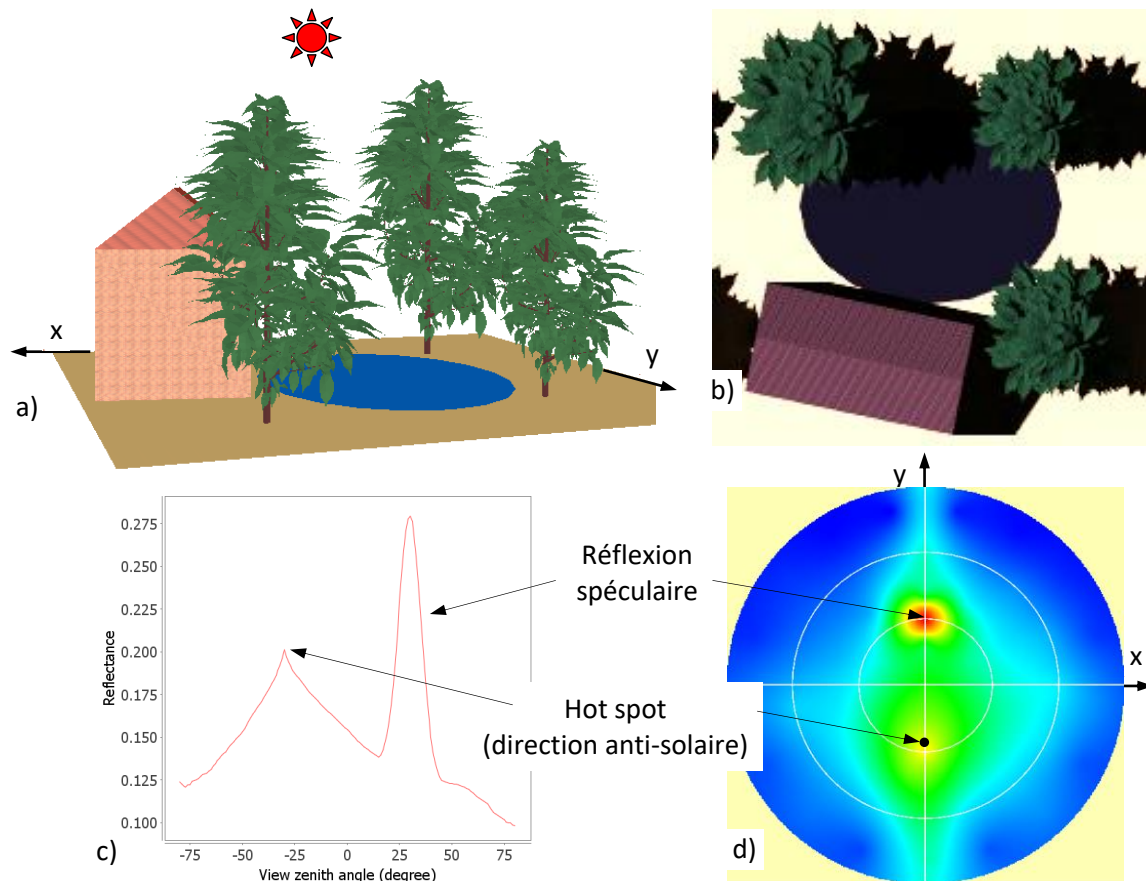 x
y
a)
b)
0.275
0.250
0.225
0.200
0.175
0.150
0.125
0.100
Reflectance
-75
-50
-25
0
25
50
75
View zenith angle (degree)
c)
Réflexion
spéculaire
Hot spot
(direction anti-solaire)
y
x
d)